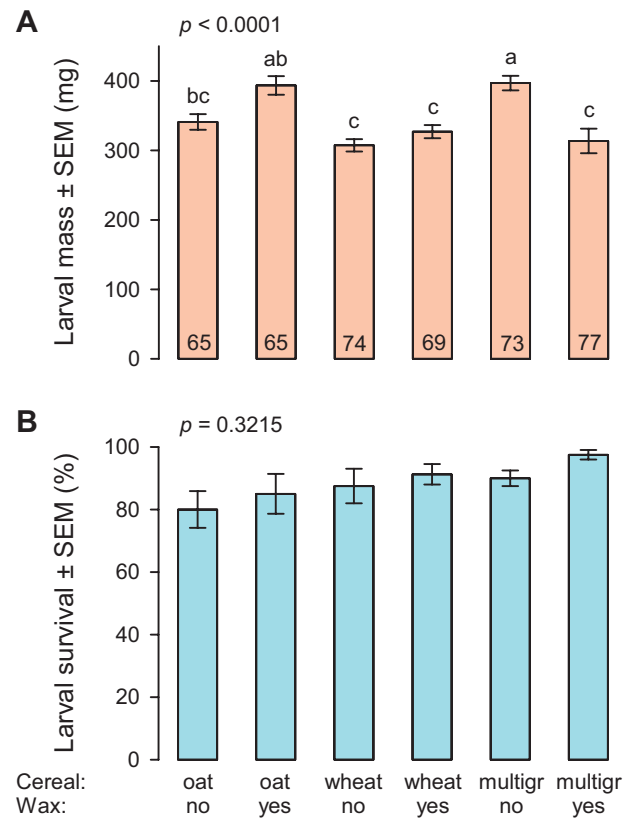 A
p < 0.0001
Larval mass ± SEM (mg)
400
300
200
100
0
bc
ab
c
c
a
c
65
65
74
69
73
77
B
p = 0.3215
Larval survival ± SEM (%)
100
80
60
40
20
0
Cereal: oat oat wheat wheat multigr multigr
Wax: no yes no yes no yes